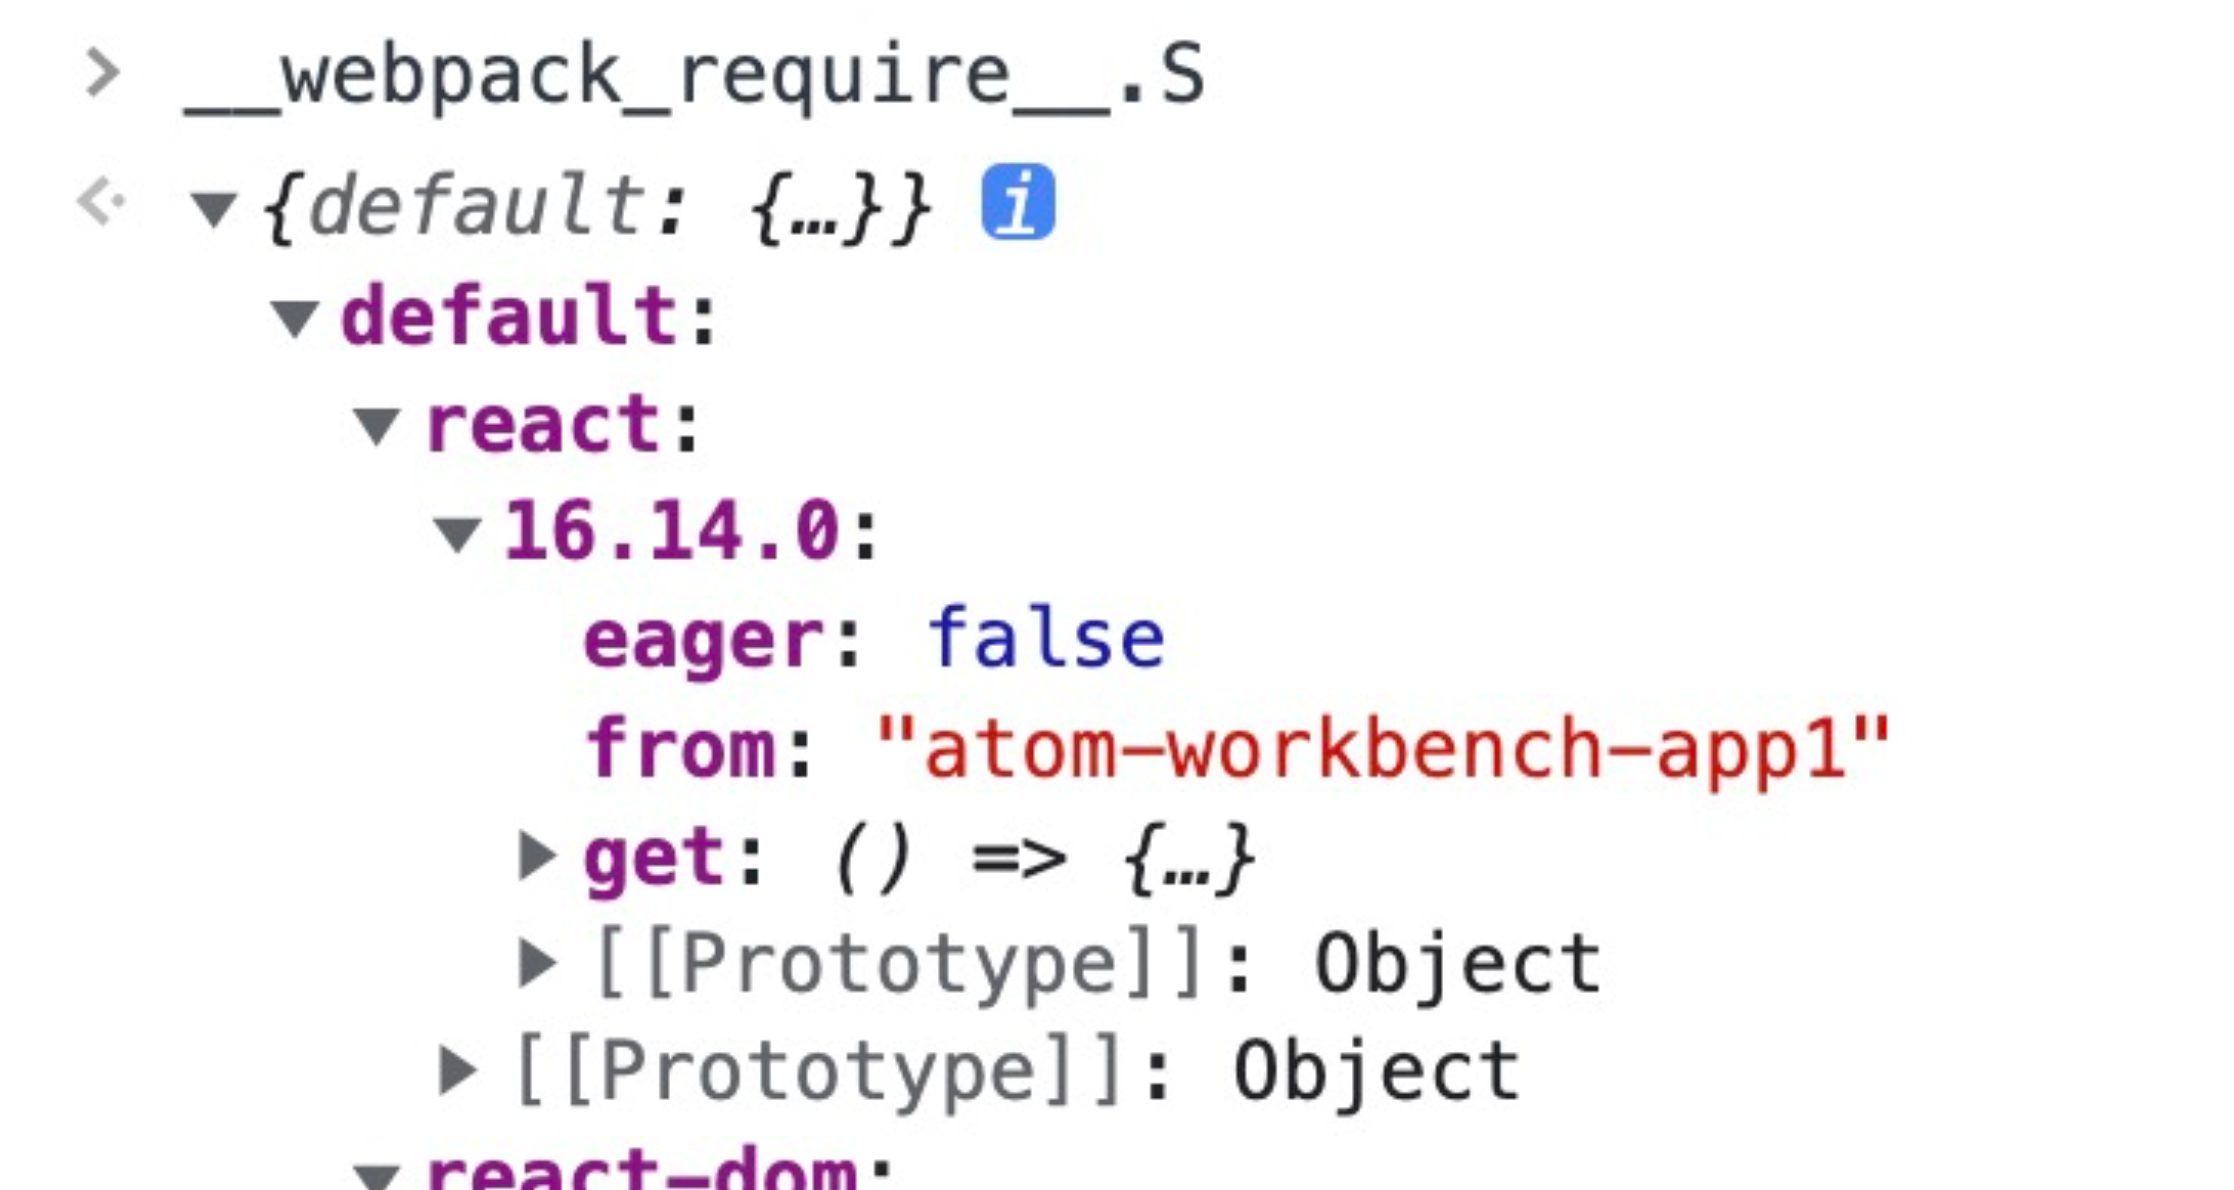 > __webpack_require__.S
<· ▼ {default: {…}} i
▼ default:
▼ react:
▼ 16.14.0:
eager: false
from: "atom-workbench-app1"
▶ get: () => {…}
▶ [[Prototype]]: Object
▶ [[Prototype]]: Object
▼ react-dom: